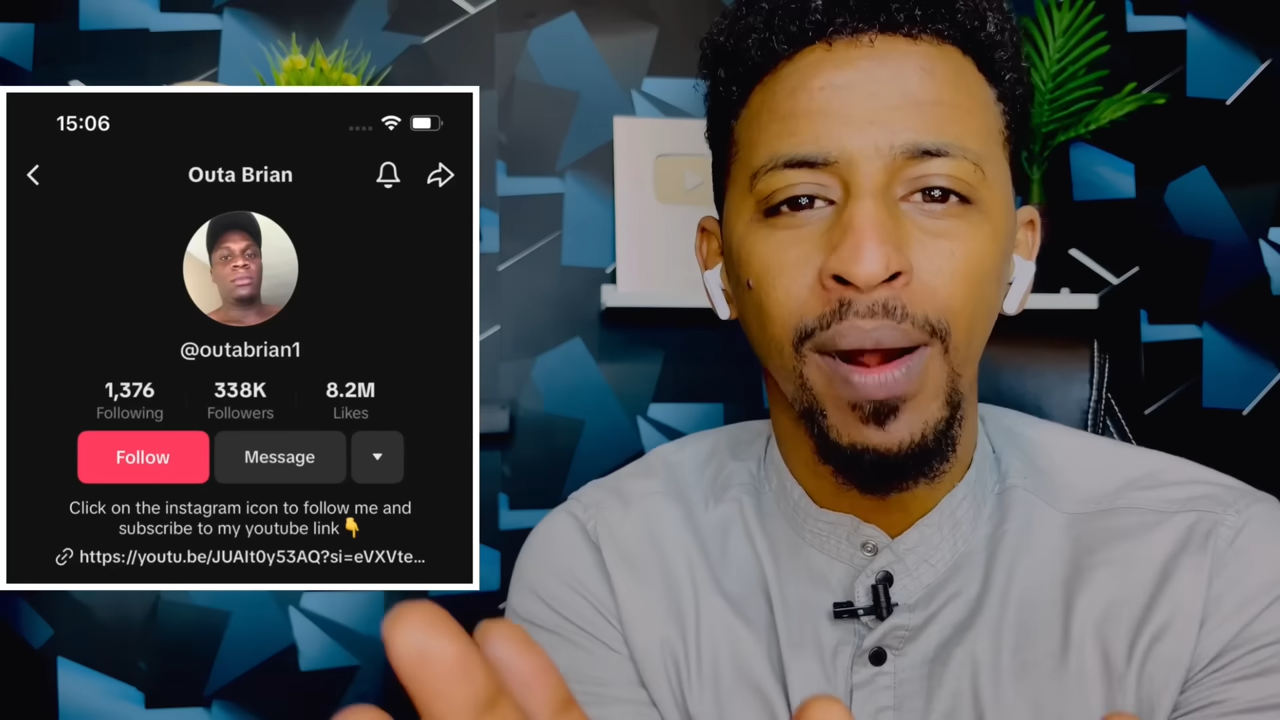 15:06
Outa Brian
@outabrian1
1,376 338K 8.2M
Following Followers Likes
Follow Message
Click on the instagram icon to follow me and
subscribe to my youtube link👇
https://youtu.be/JUAIt0y53AQ?si=eVXVte...